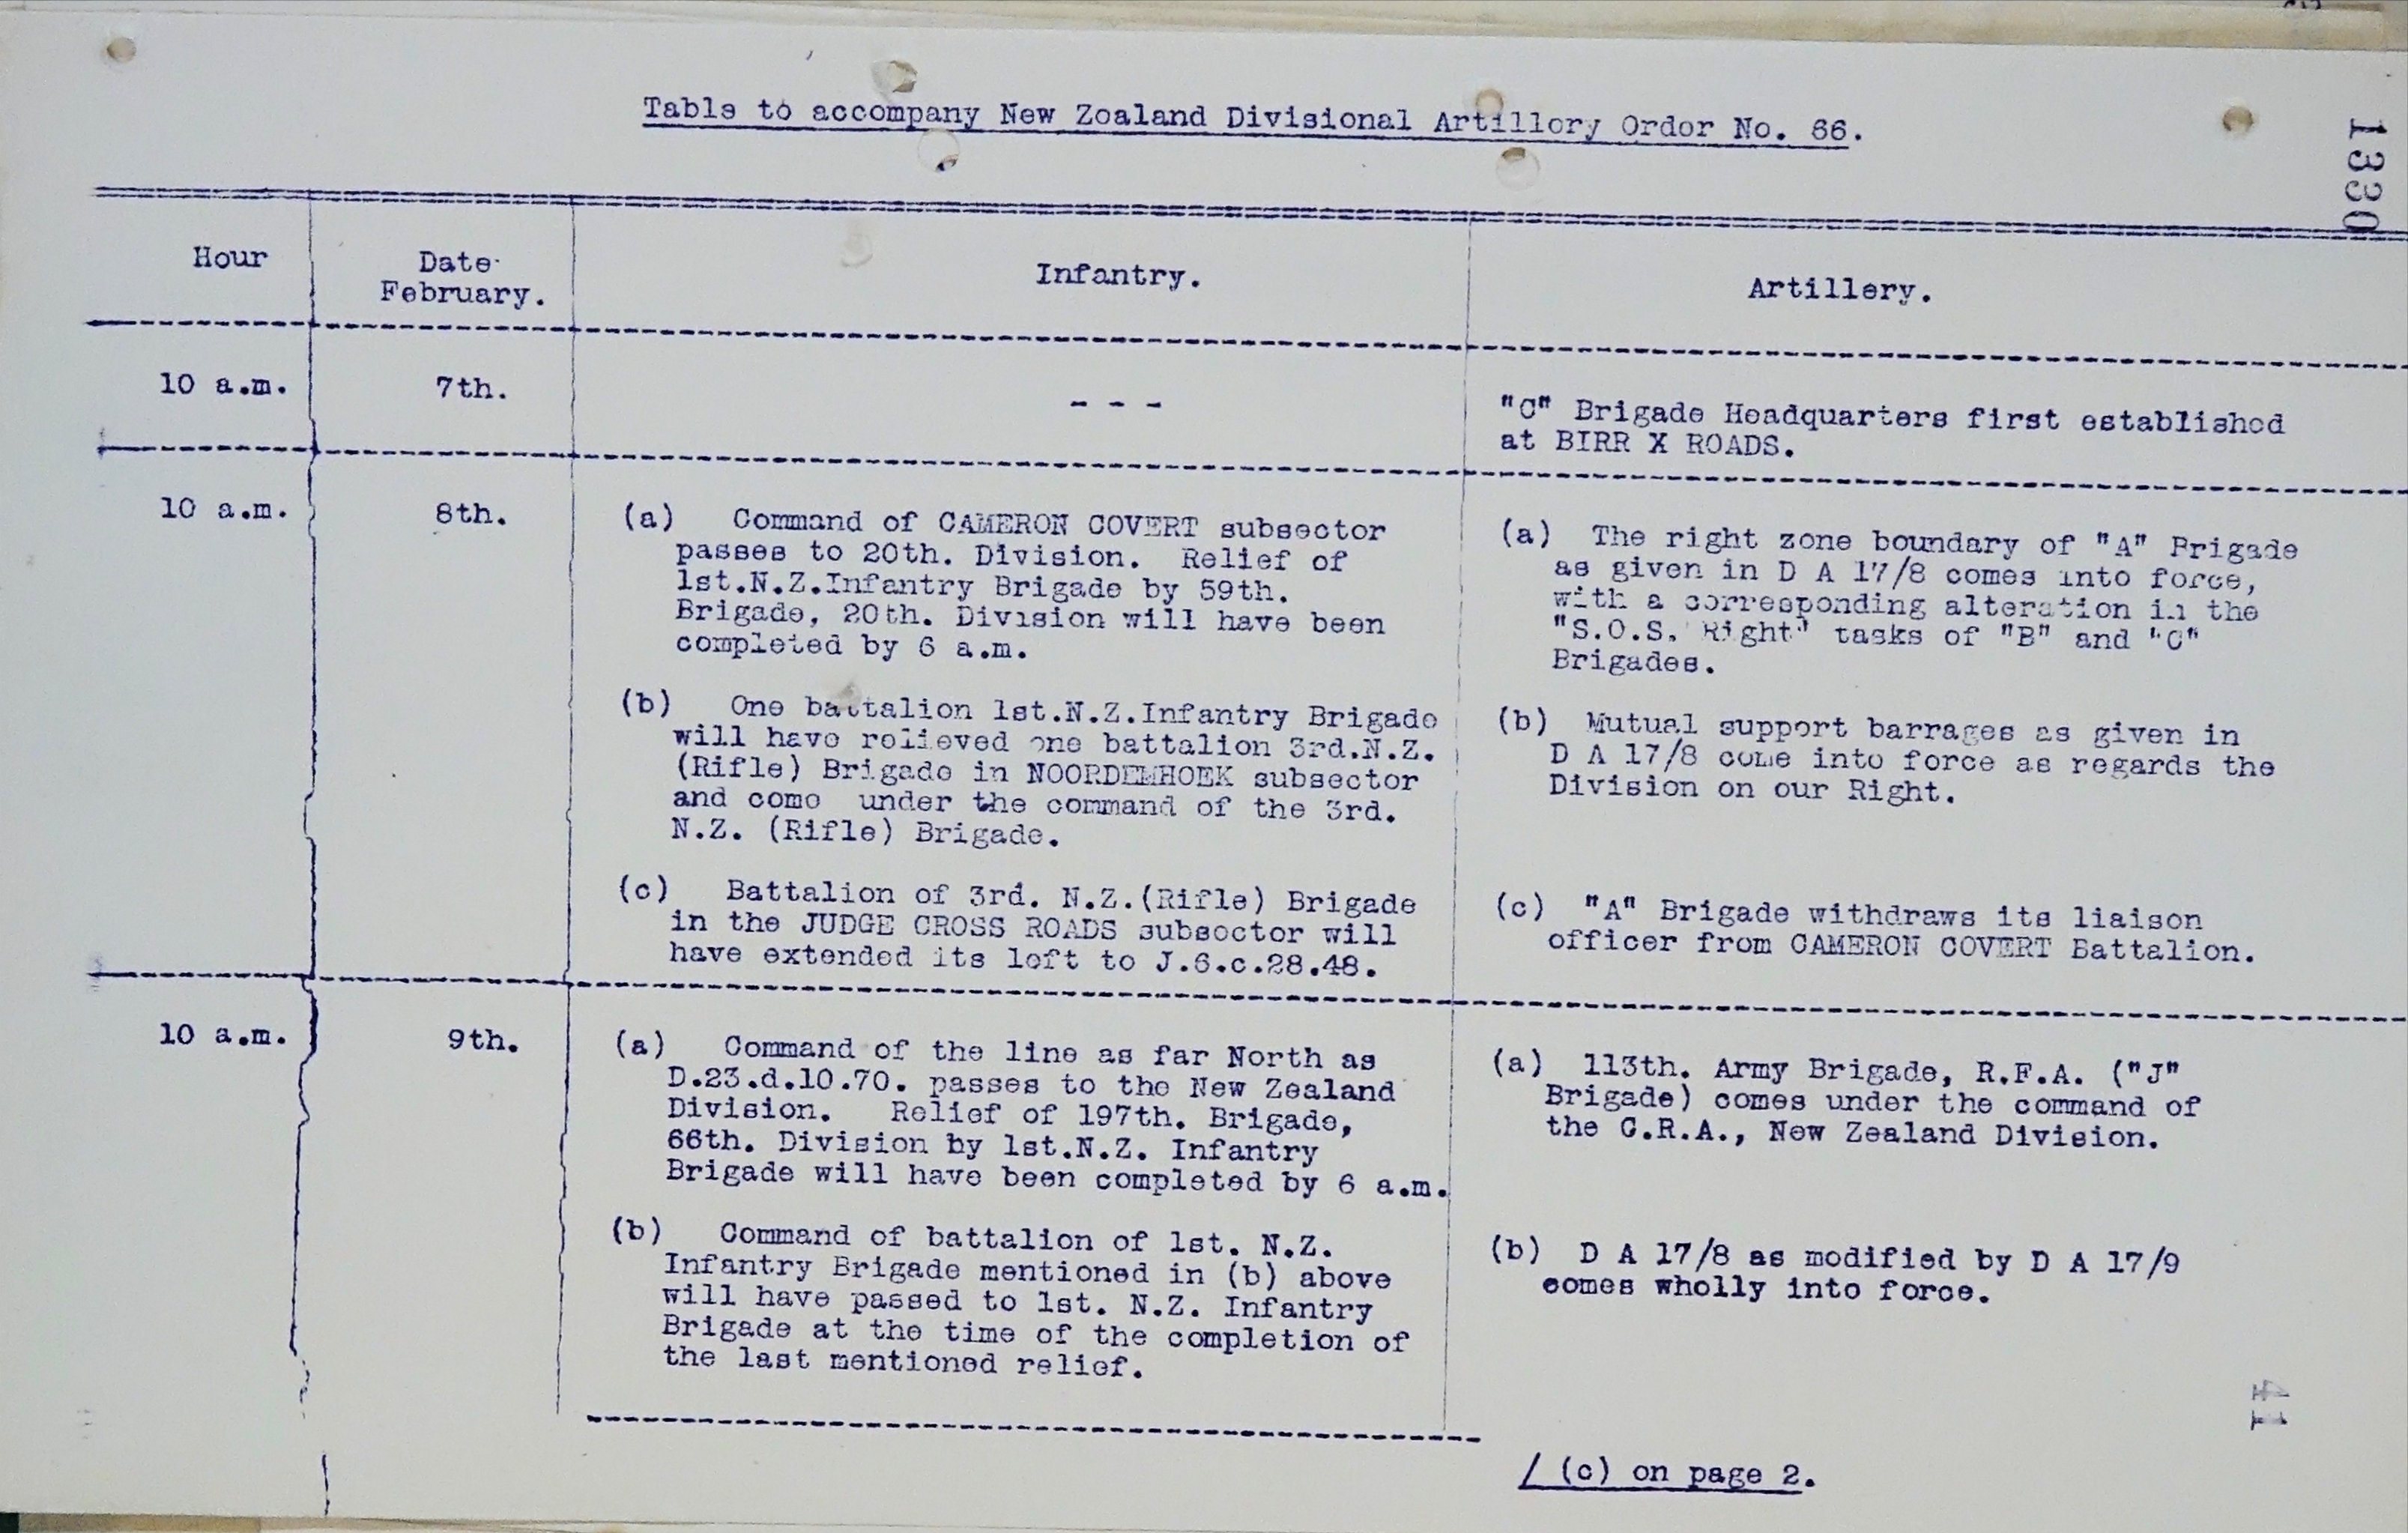 Table to accompany New Zealand Divisional Artillery Order No. 66.
1330
Hour
Date
February.
Infantry.
Artillery.
10 a.m.
7th.
- - -
"C" Brigade Headquarters first established
at BIRR X ROADS.
10 a.m.
8th.
(a) Command of CAMERON COVERT subsector
passes to 20th. Division. Relief of
1st.N.Z.Infantry Brigade by 59th.
Brigade, 20th. Division will have been
completed by 6 a.m.
(b) One battalion 1st.N.Z.Infantry Brigade
will have relieved one battalion 3rd.N.Z.
(Rifle) Brigade in NOORDEMHOEK subsector
and come under the command of the 3rd.
N.Z. (Rifle) Brigade.
(c) Battalion of 3rd. N.Z.(Rifle) Brigade
in the JUDGE CROSS ROADS subsector will
have extended its left to J.6.c.28.48.
(a) The right zone boundary of "A" Brigade
as given in D A 17/8 comes into force,
with a corresponding alteration in the
"S.O.S. Right" tasks of "B" and "C"
Brigades.
(b) Mutual support barrages as given in
D A 17/8 come into force as regards the
Division on our Right.
(c) "A" Brigade withdraws its liaison
officer from CAMERON COVERT Battalion.
10 a.m.
9th.
(a) Command of the line as far North as
D.23.d.10.70. passes to the New Zealand
Division. Relief of 197th. Brigade,
66th. Division by 1st.N.Z. Infantry
Brigade will have been completed by 6 a.m.
(b) Command of battalion of 1st. N.Z.
Infantry Brigade mentioned in (b) above
will have passed to 1st. N.Z. Infantry
Brigade at the time of the completion of
the last mentioned relief.
(a) 113th. Army Brigade, R.F.A. ("J"
Brigade) comes under the command of
the C.R.A., New Zealand Division.
(b) D A 17/8 as modified by D A 17/9
comes wholly into force.
41
/ (c) on page 2.